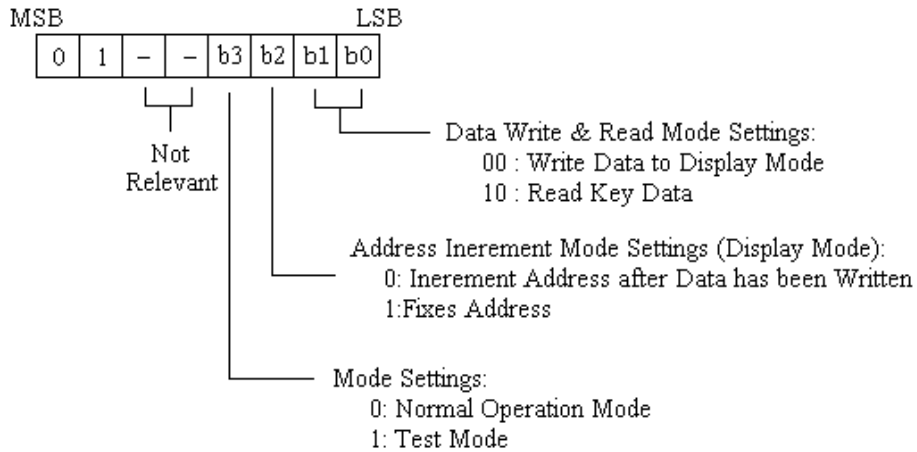 MSB LSB
0 1 – – b3 b2 b1 b0
Data Write & Read Mode Settings:
00 : Write Data to Display Mode
10 : Read Key Data
Not
Relevant
Address Inerement Mode Settings (Display Mode):
0: Inerement Address after Data has been Written
1:Fixes Address
Mode Settings:
0: Normal Operation Mode
1: Test Mode